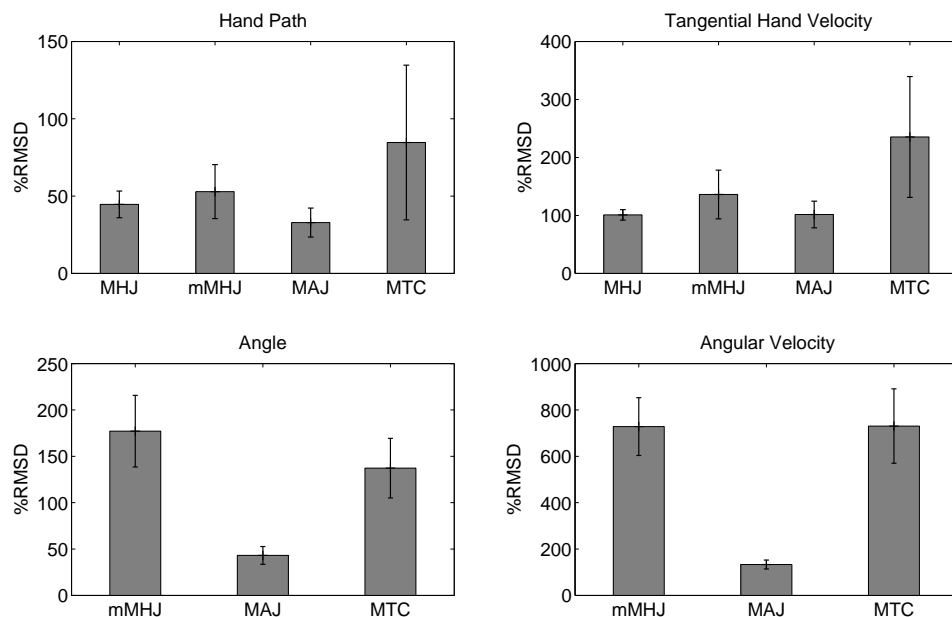 Hand Path
150
100
50
0
%RMSD
MHJ mMHJ MAJ MTC
Tangential Hand Velocity
400
300
200
100
0
%RMSD
MHJ mMHJ MAJ MTC
Angle
250
200
150
100
50
0
%RMSD
mMHJ MAJ MTC
Angular Velocity
1000
800
600
400
200
0
%RMSD
mMHJ MAJ MTC